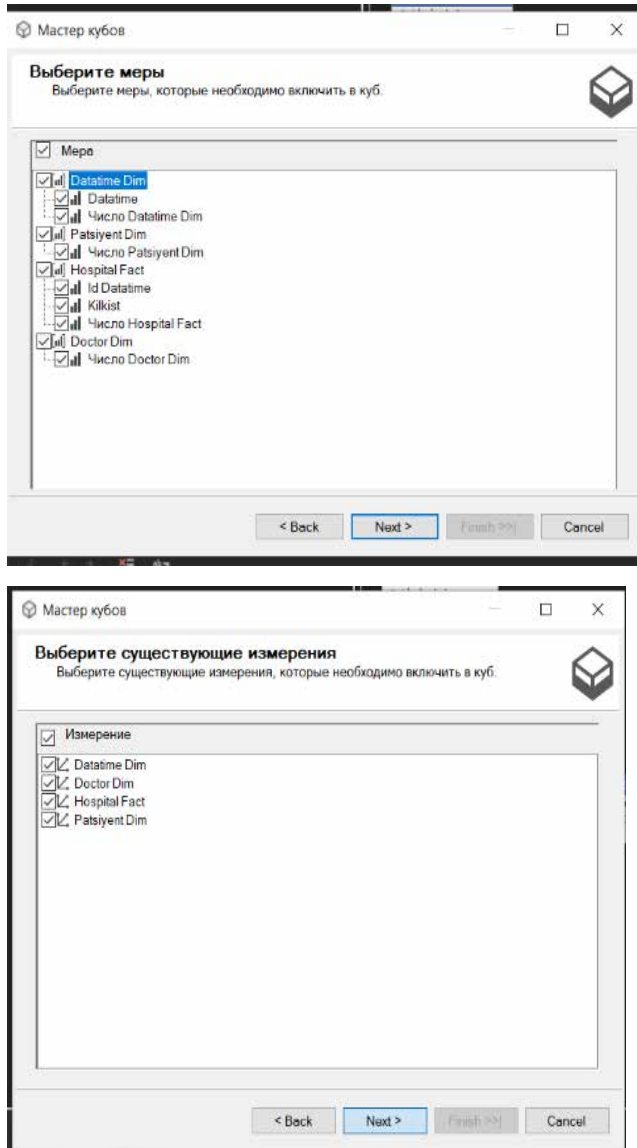 Мастер кубов
Выберите меры
Выберите меры, которые необходимо включить в куб.
Мера
Datatime Dim
Datatime
Число Datatime Dim
Patsiyent Dim
Число Patsiyent Dim
Hospital Fact
Id Datatime
Kilkist
Число Hospital Fact
Doctor Dim
Число Doctor Dim
< Back Next > Finish >>| Cancel
Мастер кубов
Выберите существующие измерения
Выберите существующие измерения, которые необходимо включить в куб.
Измерение
Datatime Dim
Doctor Dim
Hospital Fact
Patsiyent Dim
< Back Next > Finish >>| Cancel